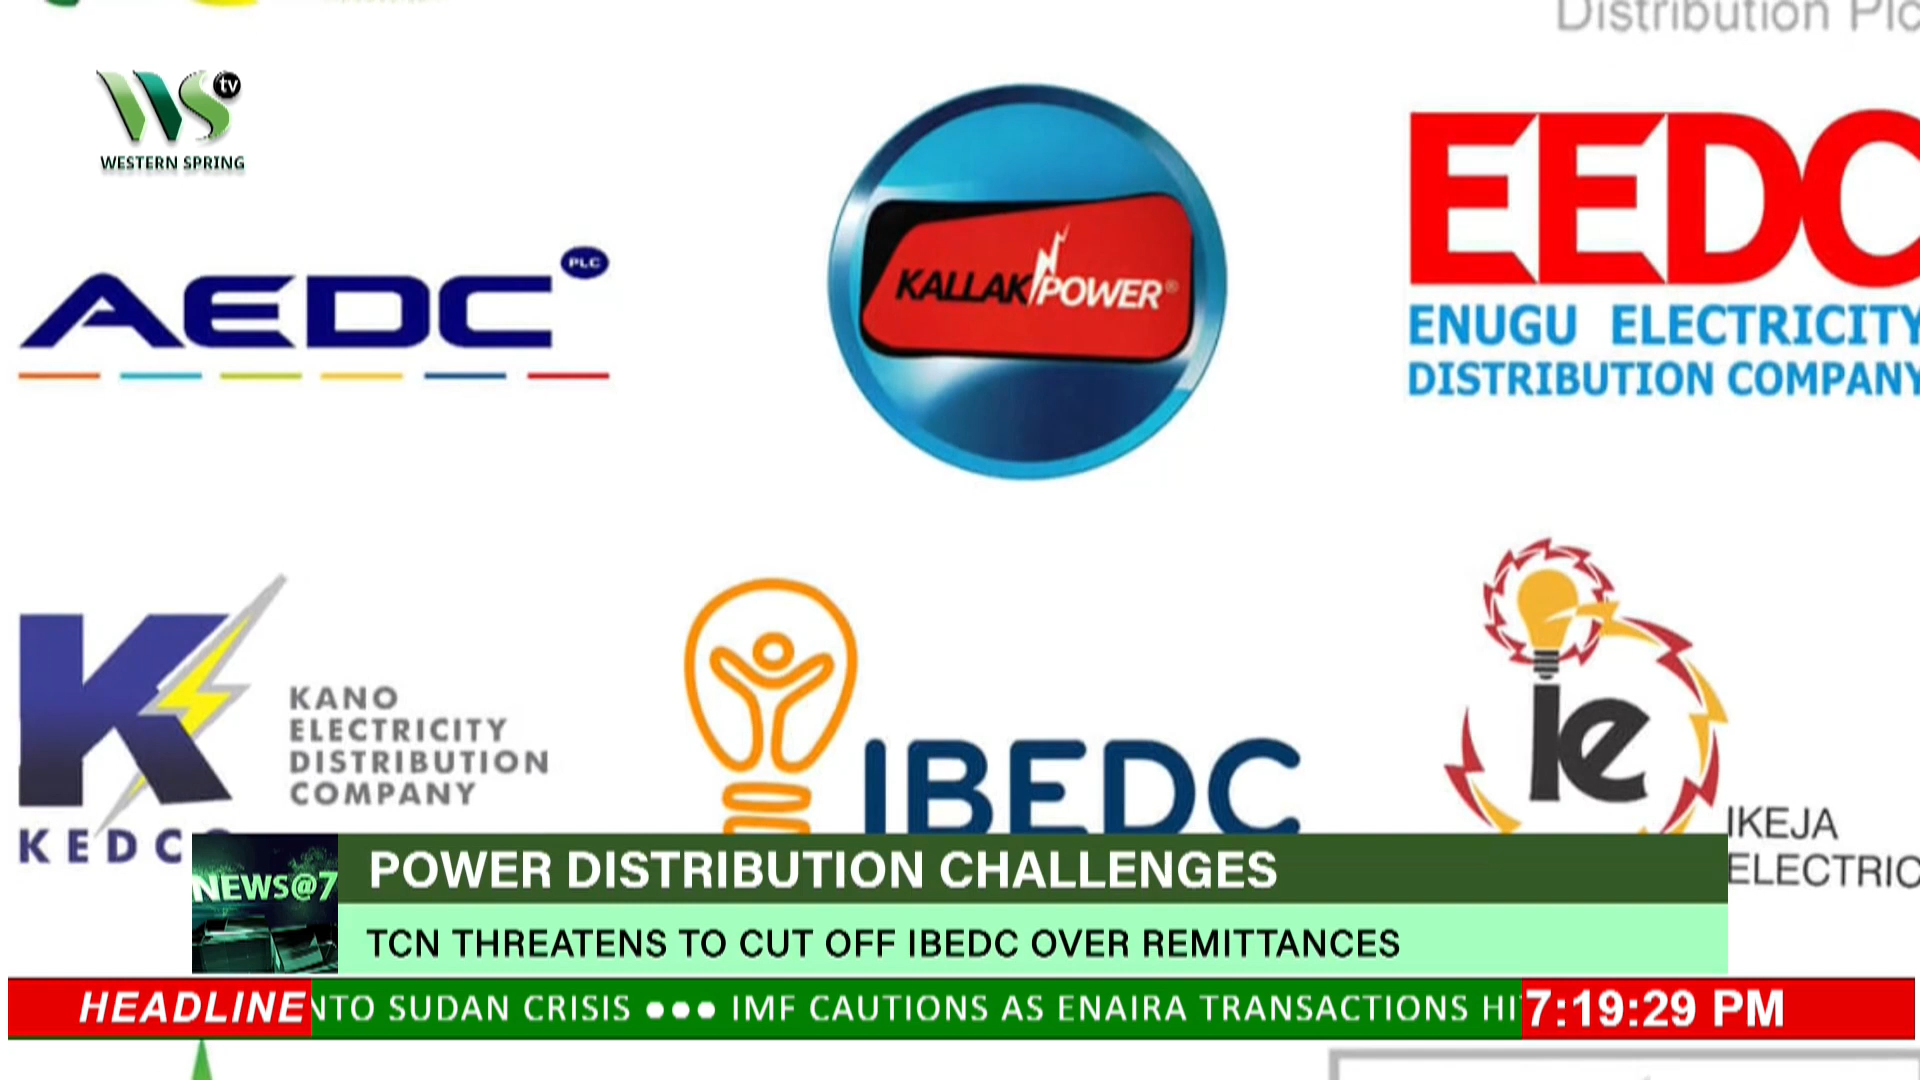 Distribution Plc
WS tv
WESTERN SPRING
AEDC PLC
KALLAK POWER®
EEDC
ENUGU ELECTRICITY
DISTRIBUTION COMPANY
K
KANO
ELECTRICITY
DISTRIBUTION
COMPANY
KEDC
IBEDC
ie
IKEJA
ELECTRIC
NEWS@7
POWER DISTRIBUTION CHALLENGES
TCN THREATENS TO CUT OFF IBEDC OVER REMITTANCES
HEADLINE NTO SUDAN CRISIS ●●● IMF CAUTIONS AS ENAIRA TRANSACTIONS HI 7:19:29 PM